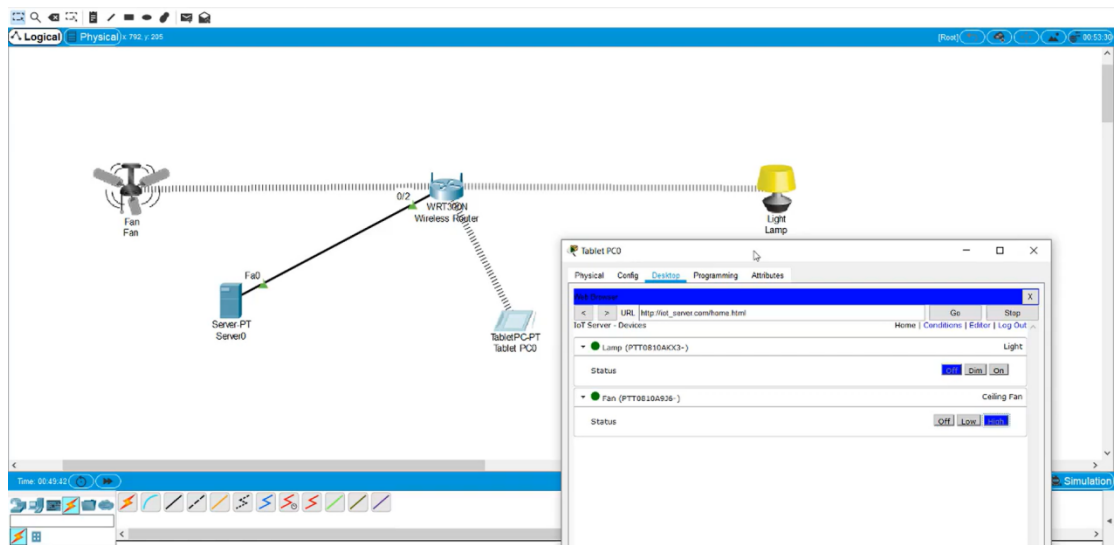 Logical Physical x: 792, y: 205 [Root] 00:53:30
0/2
WRT300N
Wireless Router
Fan
Fan
Light
Lamp
Fa0
Server-PT
Server0
TabletPC-PT
Tablet PC0
Tablet PC0
Physical Config Desktop Programming Attributes
Web Browser X
< > URL http://iot_server.com/home.html Go Stop
IoT Server - Devices Home | Conditions | Editor | Log Out
Lamp (PTT0810AKX3-) Light
Status Off Dim On
Fan (PTT0810A9J6-) Ceiling Fan
Status Off Low High
Time: 00:49:42 Simulation